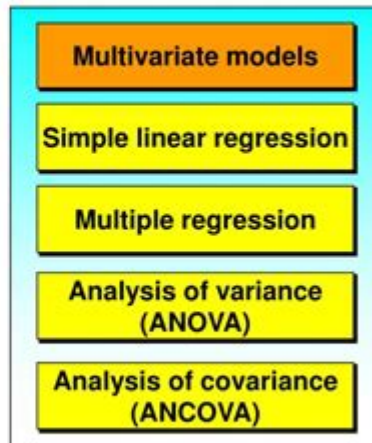 Multivariate models
Simple linear regression
Multiple regression
Analysis of variance
(ANOVA)
Analysis of covariance
(ANCOVA)